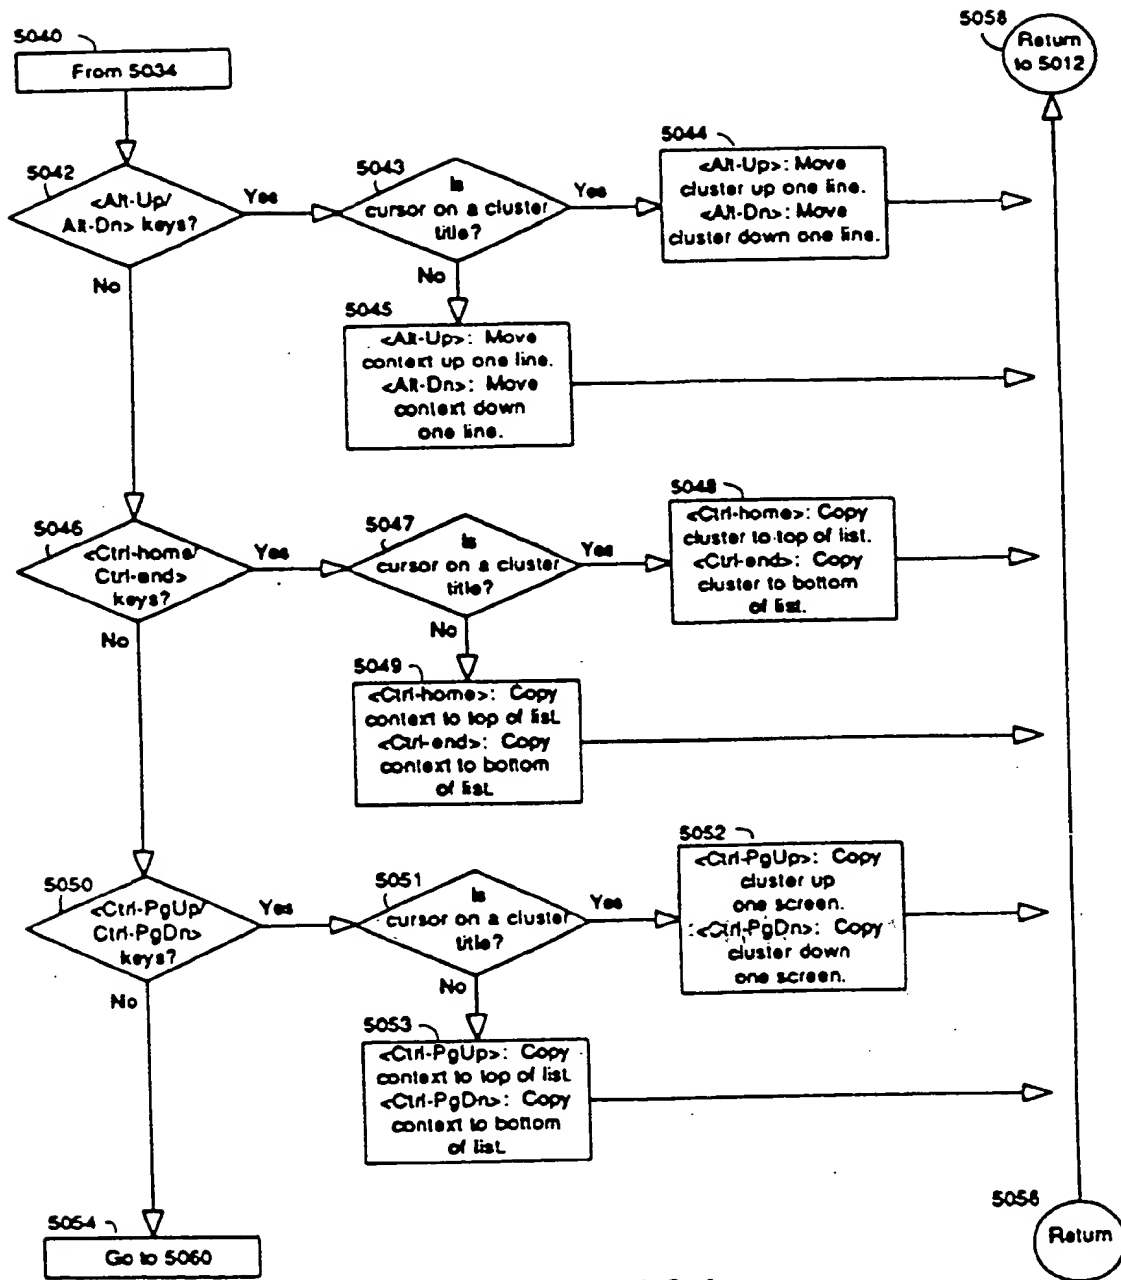 5040
From 5034
5058
Return
to 5012
5042
<Alt-Up/
Alt-Dn> keys?
Yes
No
5043
Is
cursor on a cluster
title?
Yes
No
5044
<Alt-Up>: Move
cluster up one line.
<Alt-Dn>: Move
cluster down one line.
5045
<Alt-Up>: Move
context up one line.
<Alt-Dn>: Move
context down
one line.
5046
<Ctrl-home/
Ctrl-end>
keys?
Yes
No
5047
Is
cursor on a cluster
title?
Yes
No
5048
<Ctrl-home>: Copy
cluster to top of list.
<Ctrl-end>: Copy
cluster to bottom
of list.
5049
<Ctrl-home>: Copy
context to top of list.
<Ctrl-end>: Copy
context to bottom
of list.
5050
<Ctrl-PgUp/
Ctrl-PgDn>
keys?
Yes
No
5051
Is
cursor on a cluster
title?
Yes
No
5052
<Ctrl-PgUp>: Copy
cluster up
one screen.
<Ctrl-PgDn>: Copy
cluster down
one screen.
5053
<Ctrl-PgUp>: Copy
context to top of list.
<Ctrl-PgDn>: Copy
context to bottom
of list.
5054
Go to 5060
5056
Return